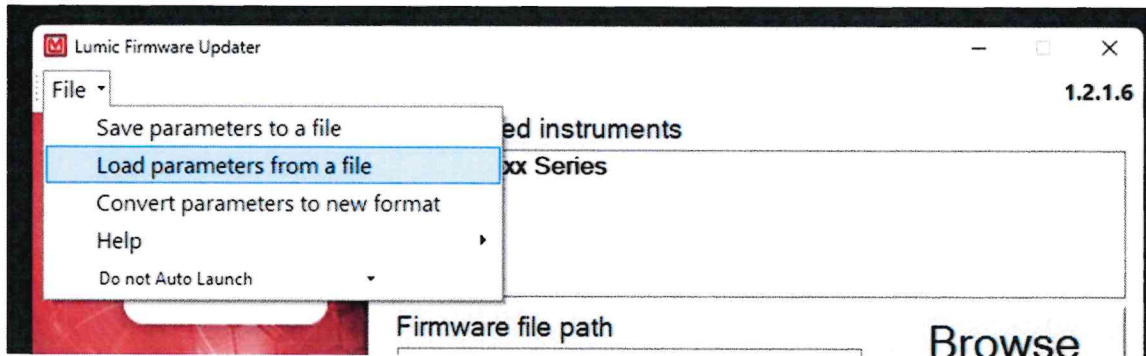 Lumic Firmware Updater
File
1.2.1.6
Save parameters to a file
ed instruments
Load parameters from a file
xx Series
Convert parameters to new format
Help
Do not Auto Launch
Firmware file path
Browse